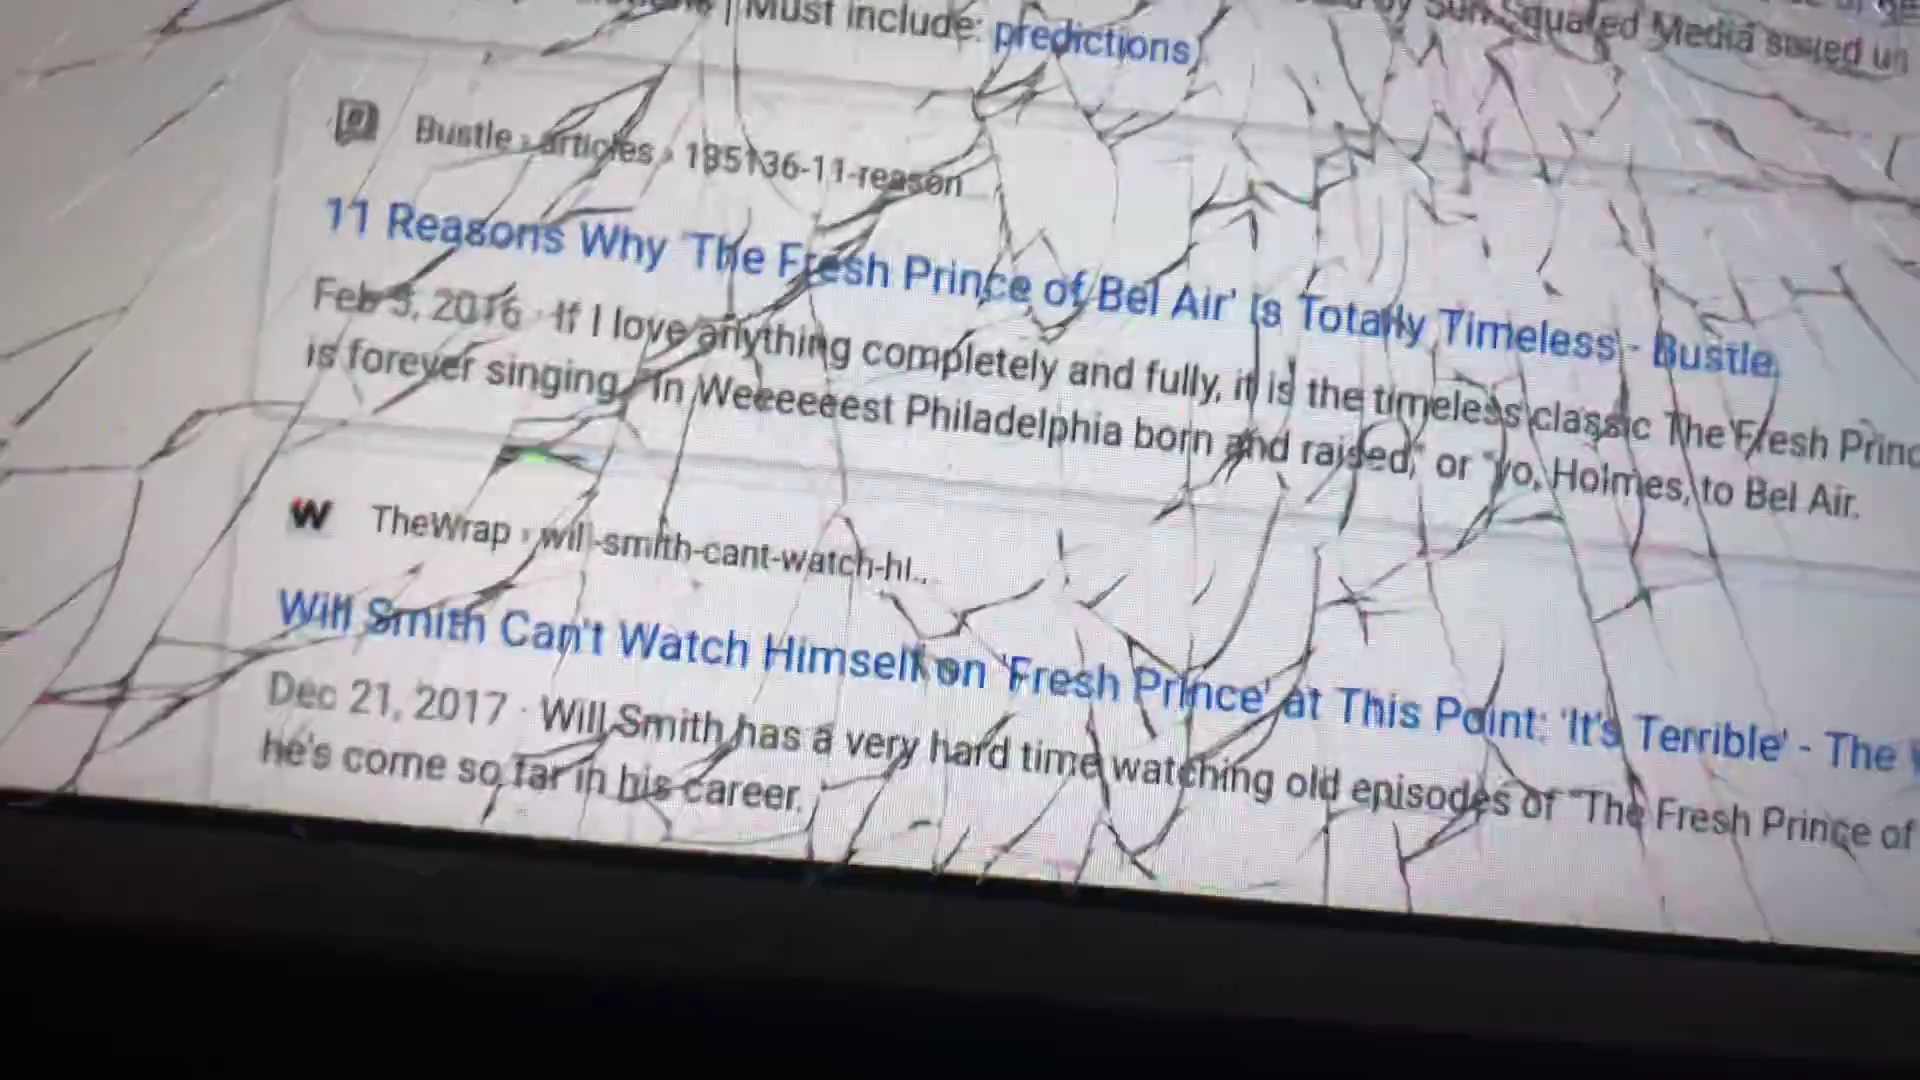 Must include: predictions
Squared Media
Bustle › articles › 185136-11-reason
11 Reasons Why 'The Fresh Prince of Bel Air' Is Totally Timeless - Bustle
Feb 5, 2016 · If I love anything completely and fully, it is the timeless classic The Fresh Princ
is forever singing, "In Weeeeeest Philadelphia born and raised," or "yo, Holmes, to Bel Air.
W TheWrap › will-smith-cant-watch-hi...
Will Smith Can't Watch Himself on 'Fresh Prince' at This Point: 'It's Terrible' - The
Dec 21, 2017 · Will Smith has a very hard time watching old episodes of "The Fresh Prince of
he's come so far in his career.